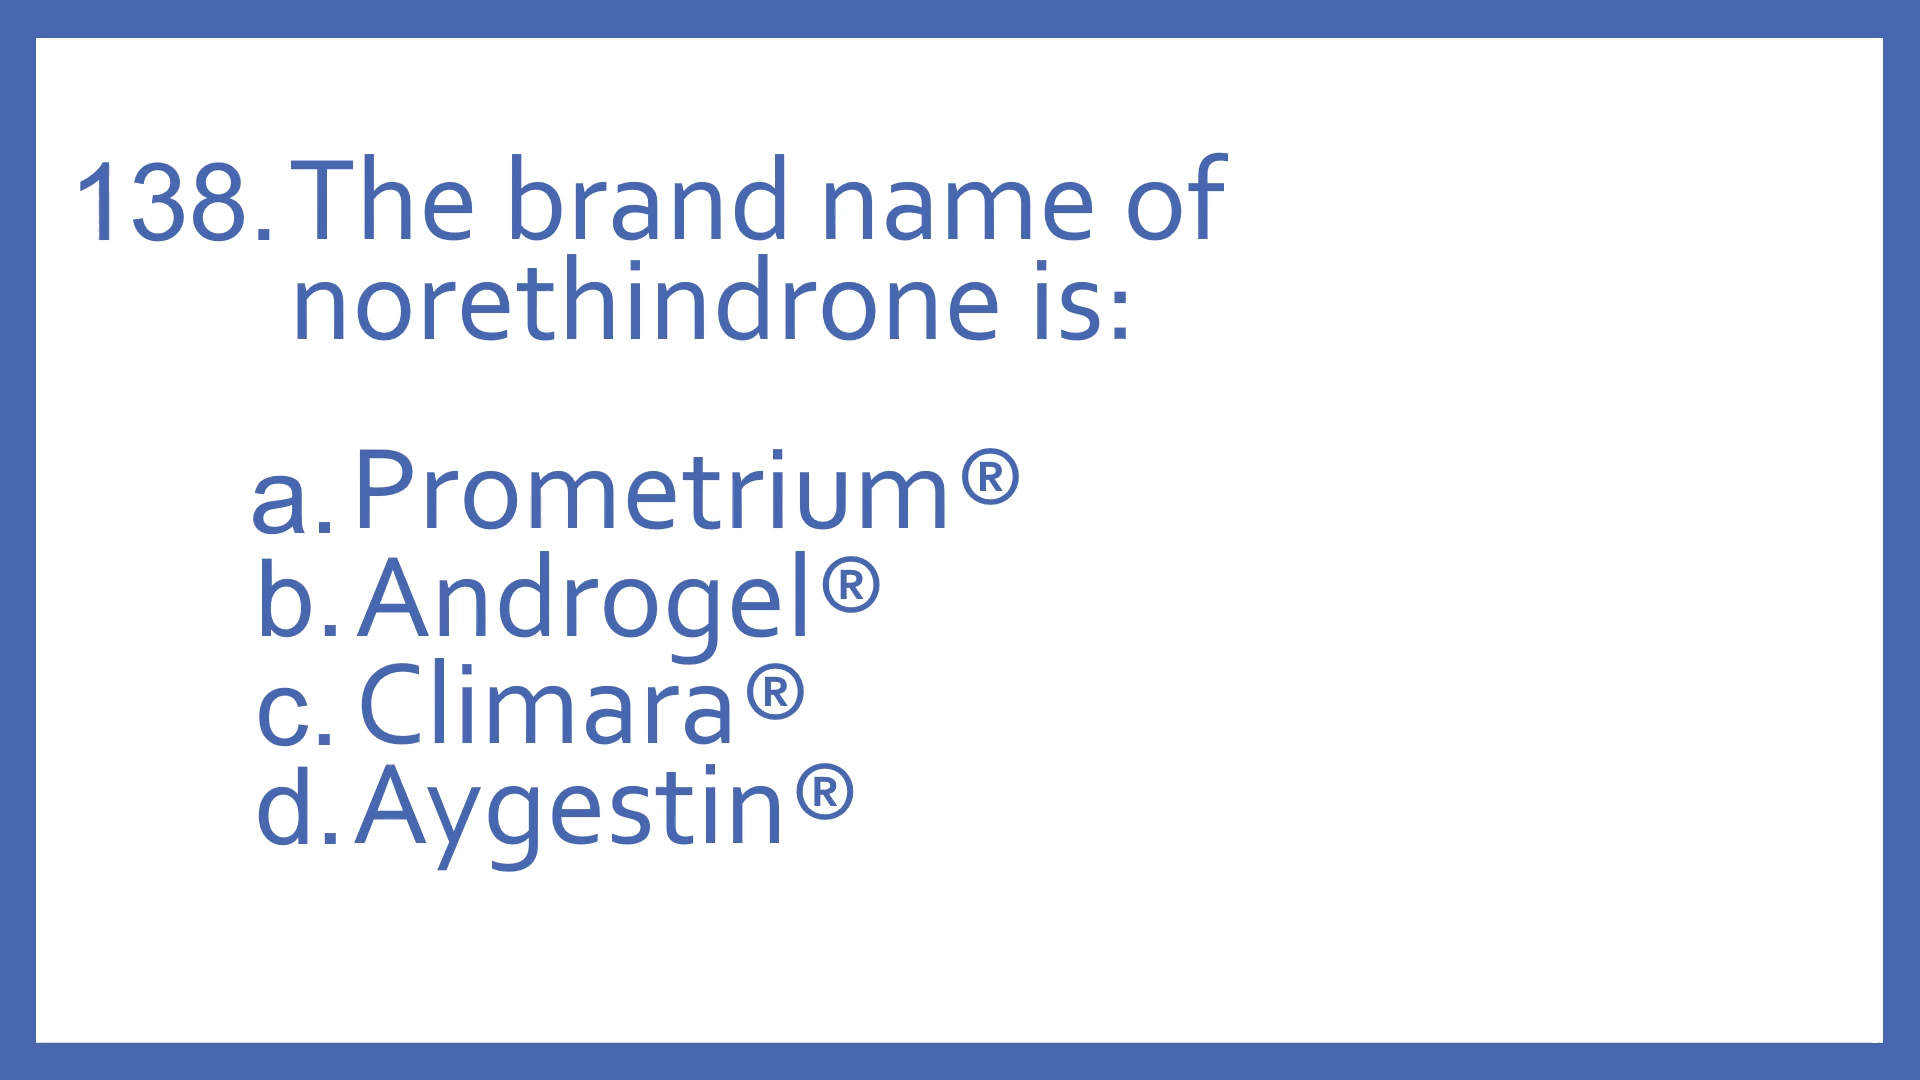 138. The brand name of
norethindrone is:
a. Prometrium®
b. Androgel®
c. Climara®
d. Aygestin®